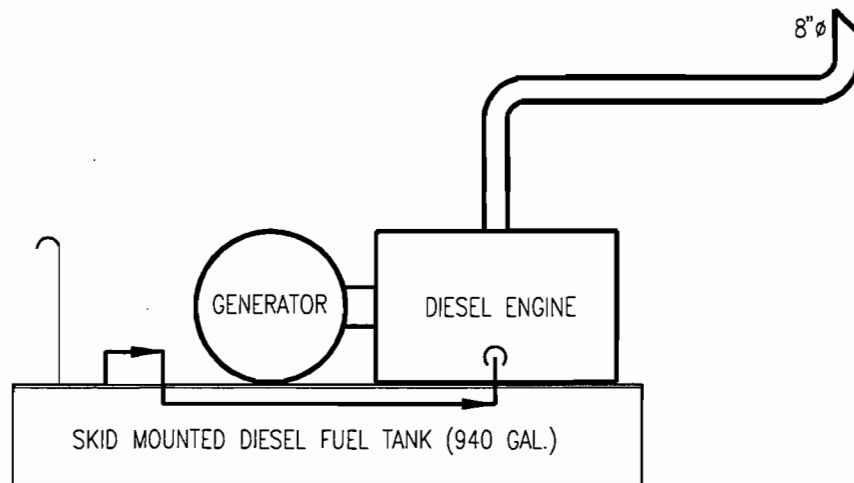 8"ø
GENERATOR
DIESEL ENGINE
SKID MOUNTED DIESEL FUEL TANK (940 GAL.)